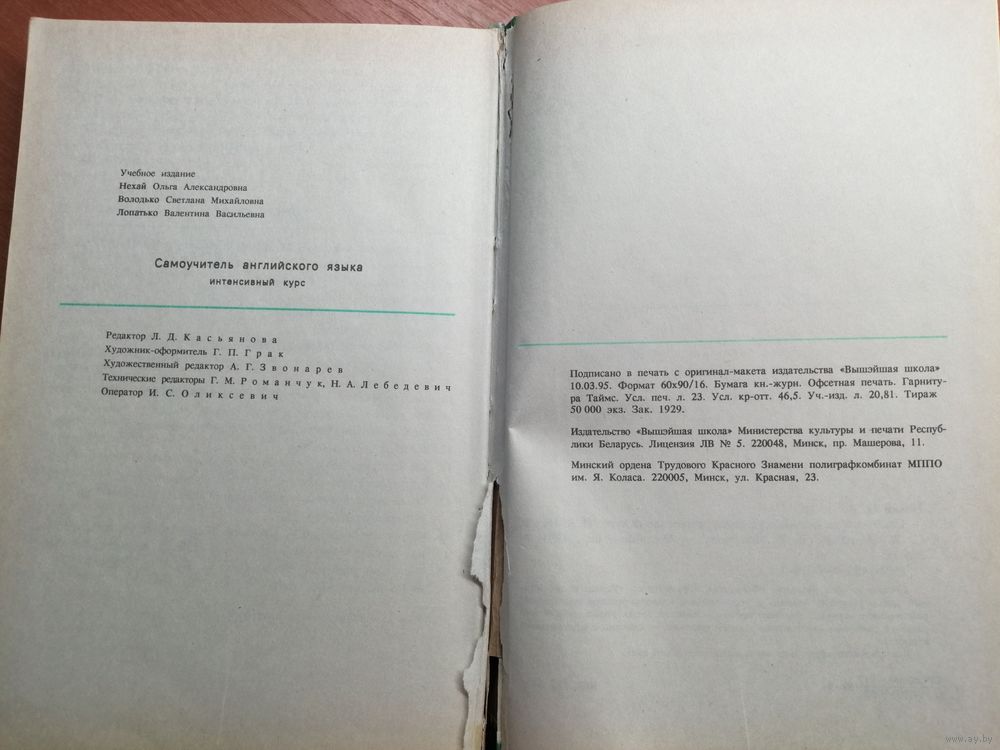 Учебное издание
Нехай Ольга Александровна
Володько Светлана Михайловна
Лопатько Валентина Васильевна
Самоучитель английского языка
интенсивный курс
Редактор Л. Д. Касьянова
Художник-оформитель Г. П. Грак
Художественный редактор А. Г. Звонарев
Технические редакторы Г. М. Романчук, Н. А. Лебедевич
Оператор И. С. Оликсевич
Подписано в печать с оригинал-макета издательства «Вышэйшая школа»
10.03.95. Формат 60х90/16. Бумага кн.-журн. Офсетная печать. Гарниту-
ра Таймс. Усл. печ. л. 23. Усл. кр-отт. 46,5. Уч.-изд. л. 20,81. Тираж
50 000 экз. Зак. 1929.
Издательство «Вышэйшая школа» Министерства культуры и печати Респуб-
лики Беларусь. Лицензия ЛВ № 5. 220048, Минск, пр. Машерова, 11.
Минский ордена Трудового Красного Знамени полиграфкомбинат МППО
им. Я. Коласа. 220005, Минск, ул. Красная, 23.
www.ay.by